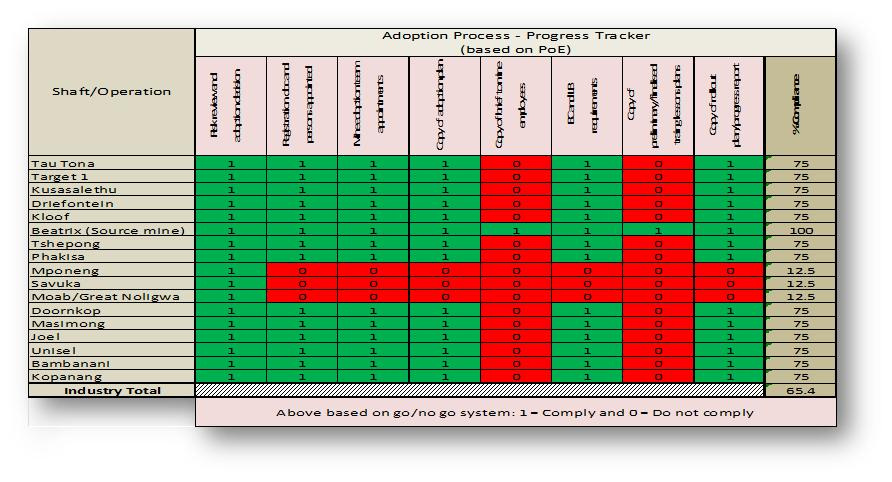 Adoption Process - Progress Tracker
(based on PoE)
Shaft/Operation
Risk review and
adoption decision
Registration doc and
persons appointed
Mine adoption team
appointments
Copy of adoption plan
Copy of brief to mine
employees
BC and LB
requirements
Copy of
preliminary/finalised
training lessons plans
Copy of rollout
plan/progress report
% Compliance
Tau Tona 1 1 1 1 0 1 0 1 75
Target 1 1 1 1 1 0 1 0 1 75
Kusasalethu 1 1 1 1 0 1 0 1 75
Driefontein 1 1 1 1 0 1 0 1 75
Kloof 1 1 1 1 0 1 0 1 75
Beatrix (Source mine) 1 1 1 1 1 1 1 1 100
Tshepong 1 1 1 1 0 1 0 1 75
Phakisa 1 1 1 1 0 1 0 1 75
Mponeng 1 0 0 0 0 0 0 0 12.5
Savuka 1 0 0 0 0 0 0 0 12.5
Moab/Great Noligwa 1 0 0 0 0 0 0 0 12.5
Doornkop 1 1 1 1 0 1 0 1 75
Masimong 1 1 1 1 0 1 0 1 75
Joel 1 1 1 1 0 1 0 1 75
Unisel 1 1 1 1 0 1 0 1 75
Bambanani 1 1 1 1 0 1 0 1 75
Kopanang 1 1 1 1 0 1 0 1 75
Industry Total 65.4
Above based on go/no go system: 1 = Comply and 0 = Do not comply